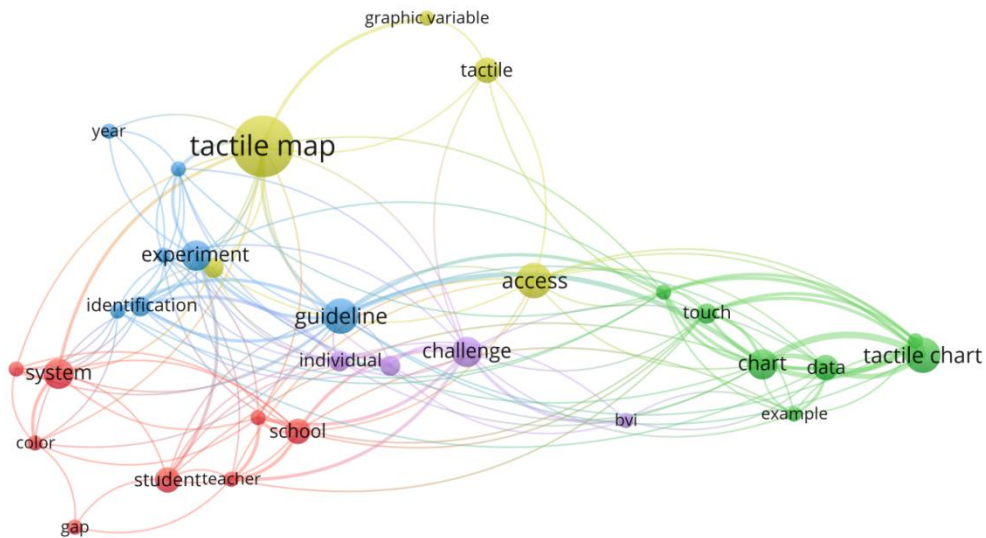 graphic variable
tactile
year
tactile map
experiment
access
identification
guideline
touch
individual
challenge
chart
data
tactile chart
system
example
bvi
color
school
student
teacher
gap